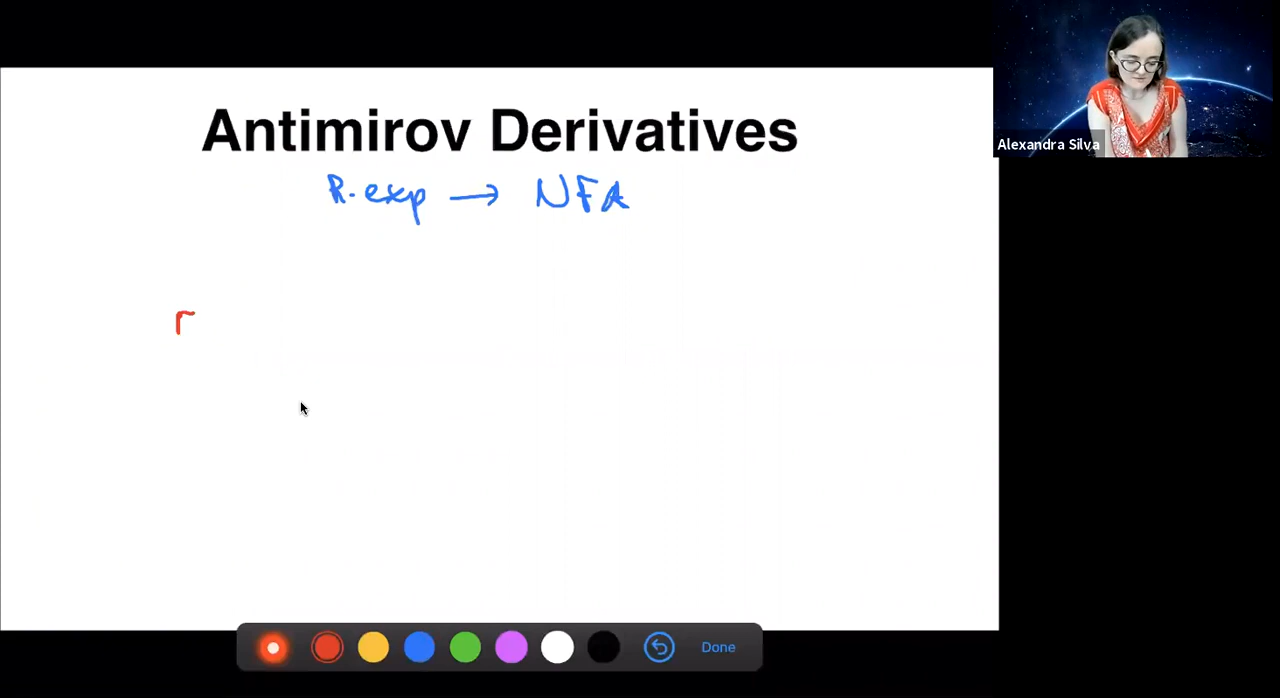 Antimirov Derivatives
R.exp → NFA
r
Alexandra Silva
Done